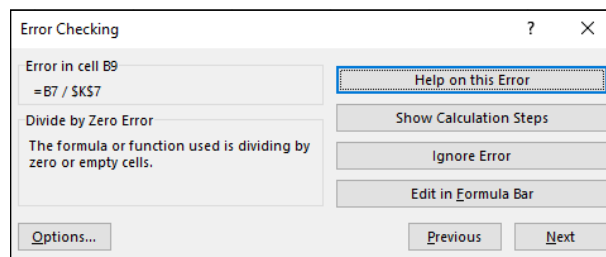 Error Checking
?
Error in cell B9
=B7 / $K$7
Divide by Zero Error
The formula or function used is dividing by
zero or empty cells.
Help on this Error
Show Calculation Steps
Ignore Error
Edit in Formula Bar
Options...
Previous
Next